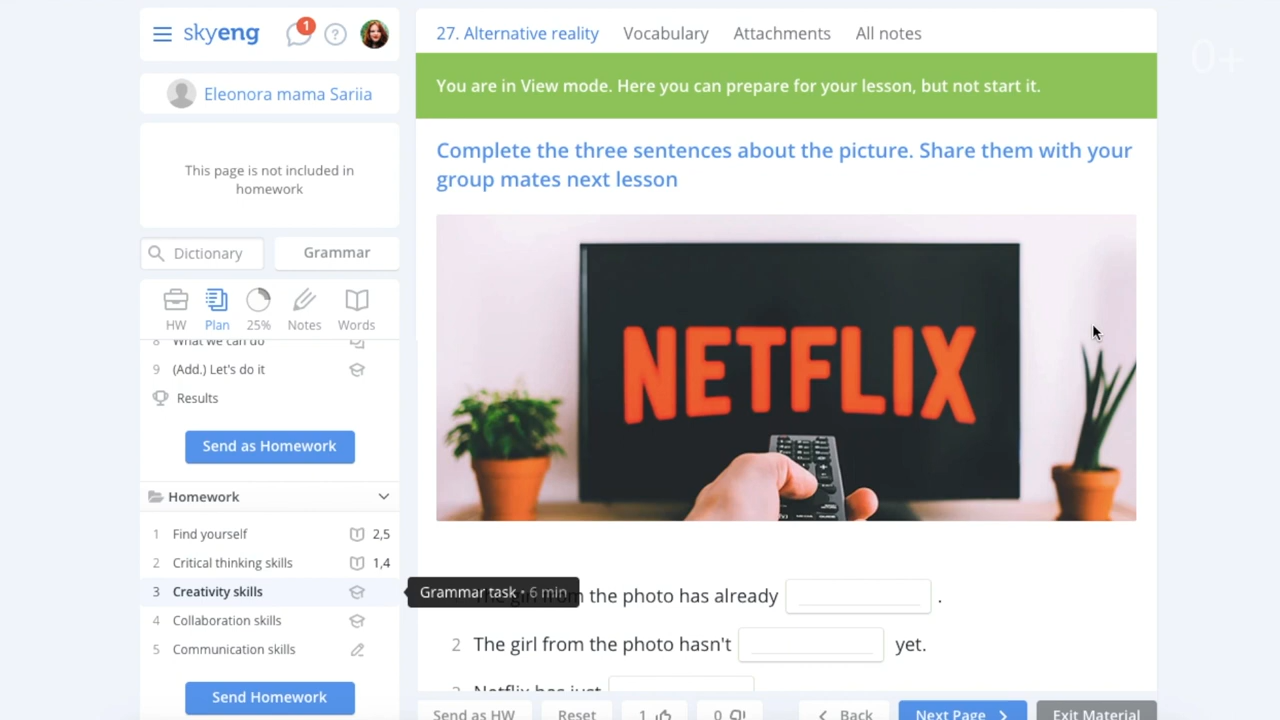 skyeng
1
?
Eleonora mama Sariia
This page is not included in
homework
Dictionary
Grammar
HW
Plan
25%
Notes
Words
8 What we can do
9 (Add.) Let's do it
Results
Send as Homework
Homework
1 Find yourself 2,5
2 Critical thinking skills 1,4
3 Creativity skills
4 Collaboration skills
5 Communication skills
Send Homework
27. Alternative reality
Vocabulary
Attachments
All notes
0+
You are in View mode. Here you can prepare for your lesson, but not start it.
Complete the three sentences about the picture. Share them with your
group mates next lesson
NETFLIX
Grammar task • 6 min
the photo has already .
2 The girl from the photo hasn't yet.
Netflix has just
Send as HW
Reset
1
0
Back
Next Page
Exit Material